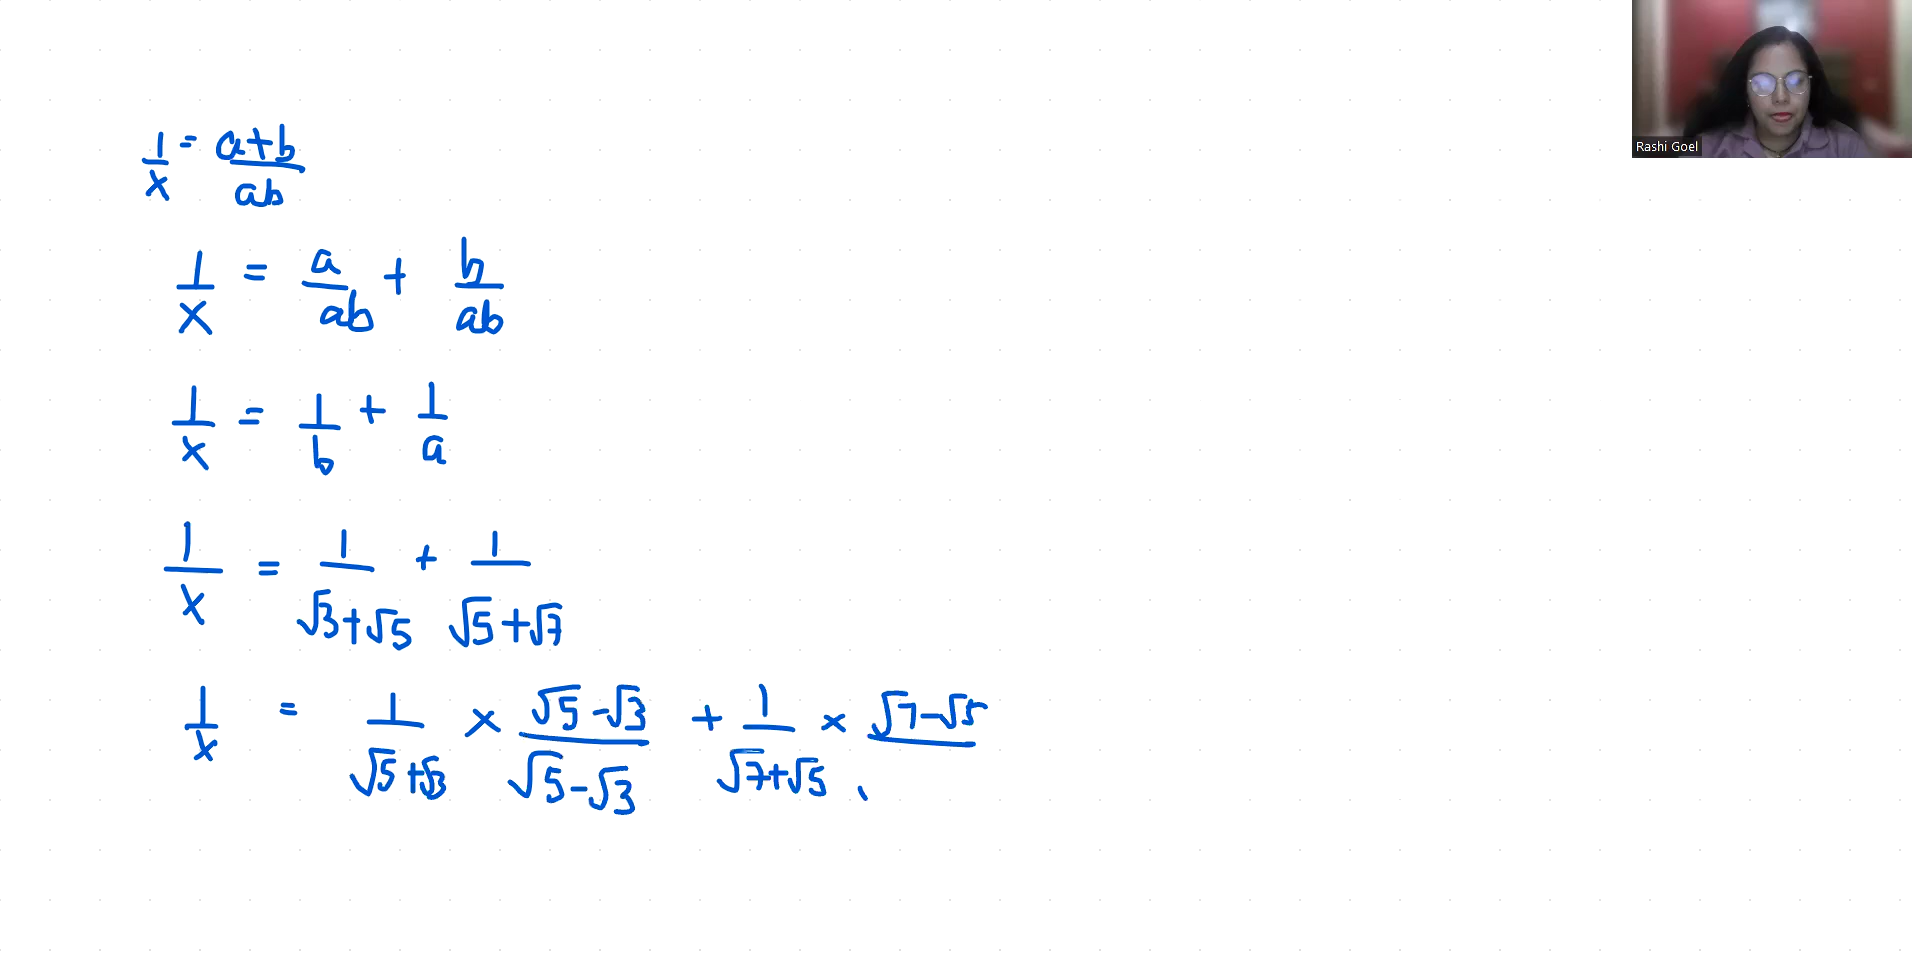 1/x = a+b/ab
1/x = a/ab + b/ab
1/x = 1/b + 1/a
1/x = 1/√3+√5 + 1/√5+√7
1/x = 1/√5+√3 × √5-√3/√5-√3 + 1/√7+√5 × √7-√5/
Rashi Goel